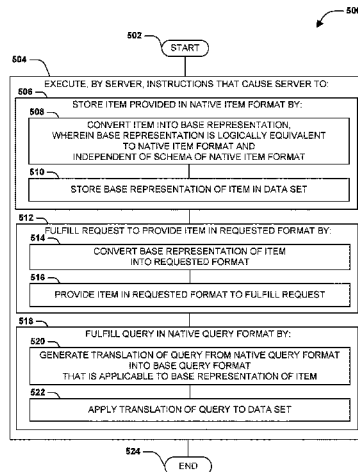 500
502
START
504
EXECUTE, BY SERVER, INSTRUCTIONS THAT CAUSE SERVER TO:
506
STORE ITEM PROVIDED IN NATIVE ITEM FORMAT BY:
508
CONVERT ITEM INTO BASE REPRESENTATION,
WHEREIN BASE REPRESENTATION IS LOGICALLY EQUIVALENT
TO NATIVE ITEM FORMAT AND
INDEPENDENT OF SCHEMA OF NATIVE ITEM FORMAT
510
STORE BASE REPRESENTATION OF ITEM IN DATA SET
512
FULFILL REQUEST TO PROVIDE ITEM IN REQUESTED FORMAT BY:
514
CONVERT BASE REPRESENTATION OF ITEM
INTO REQUESTED FORMAT
516
PROVIDE ITEM IN REQUESTED FORMAT TO FULFILL REQUEST
518
FULFILL QUERY IN NATIVE QUERY FORMAT BY:
520
GENERATE TRANSLATION OF QUERY FROM NATIVE QUERY FORMAT
INTO BASE QUERY FORMAT
THAT IS APPLICABLE TO BASE REPRESENTATION OF ITEM
522
APPLY TRANSLATION OF QUERY TO DATA SET
524
END